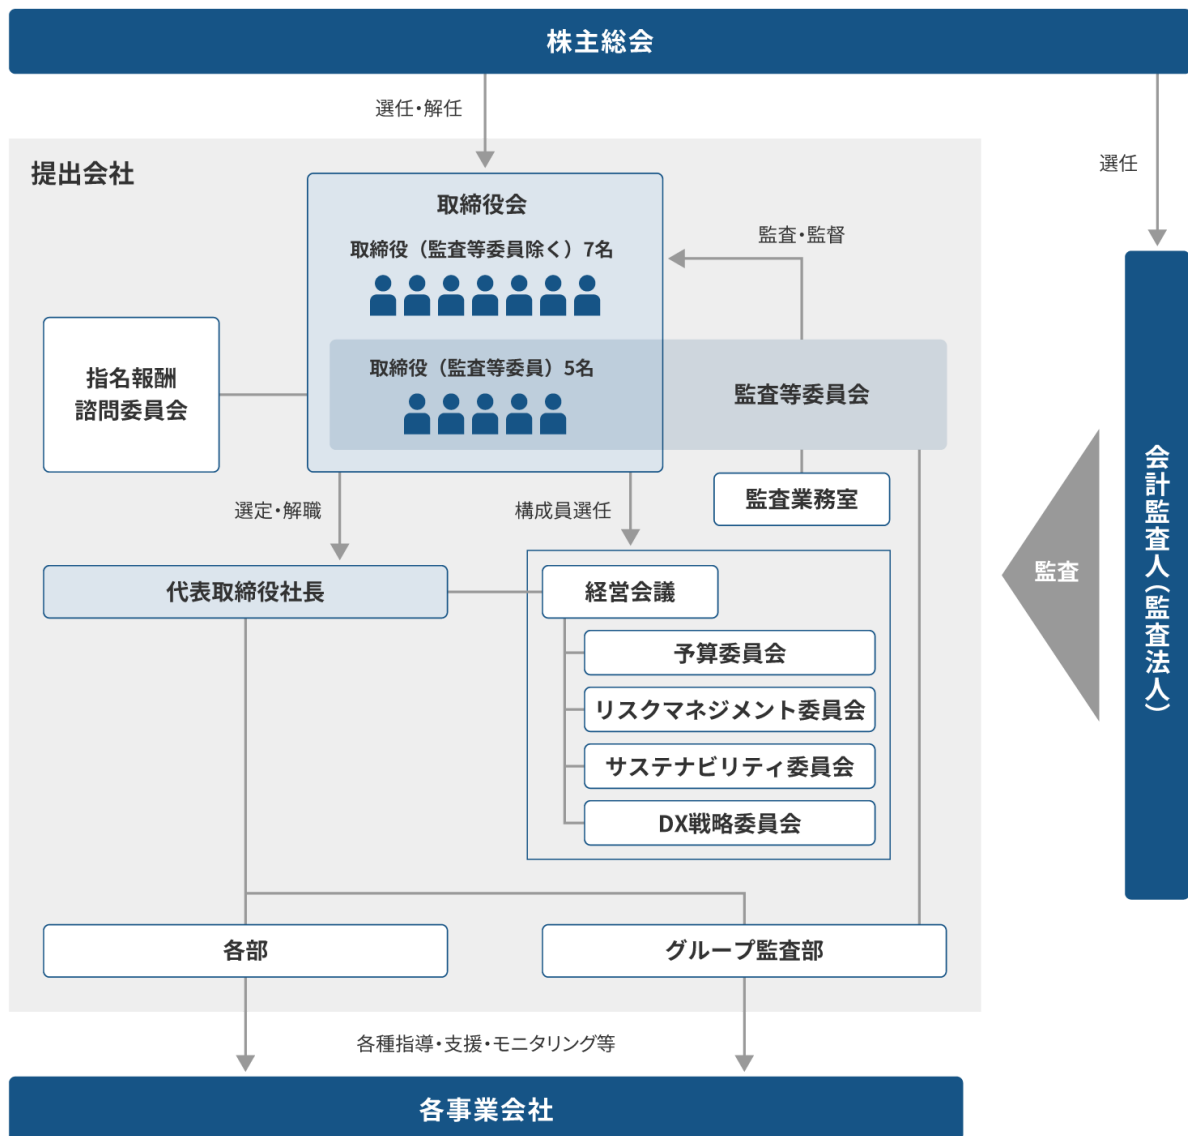 株主総会
選任・解任
選任
提出会社
取締役会
取締役（監査等委員除く）7名
監査・監督
取締役（監査等委員）5名
監査等委員会
指名報酬
諮問委員会
監査業務室
選定・解職
構成員選任
会計監査人（監査法人）
監査
代表取締役社長
経営会議
予算委員会
リスクマネジメント委員会
サステナビリティ委員会
DX戦略委員会
各部
グループ監査部
各種指導・支援・モニタリング等
各事業会社